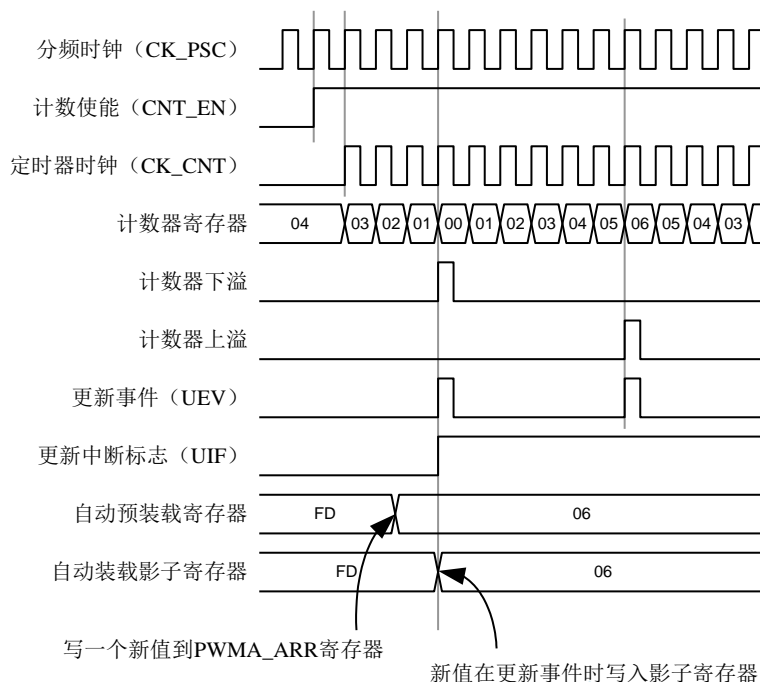 分频时钟（CK_PSC）
计数使能（CNT_EN）
定时器时钟（CK_CNT）
计数器寄存器 04 03 02 01 00 01 02 03 04 05 06 05 04 03
计数器下溢
计数器上溢
更新事件（UEV）
更新中断标志（UIF）
自动预装载寄存器 FD 06
自动装载影子寄存器 FD 06
写一个新值到PWMA_ARR寄存器
新值在更新事件时写入影子寄存器